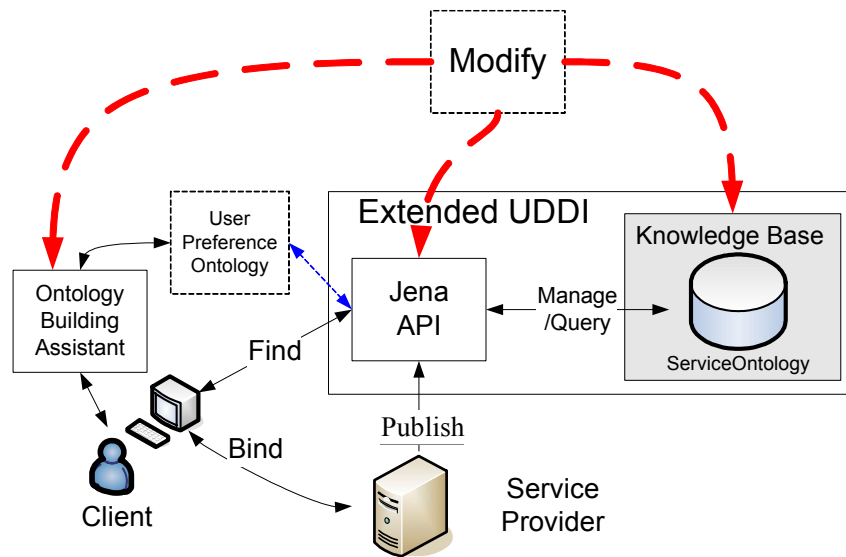 Modify
Extended UDDI
User
Preference
Ontology
Knowledge Base
Ontology
Building
Assistant
Jena
API
Manage
/Query
ServiceOntology
Find
Publish
Bind
Client
Service
Provider